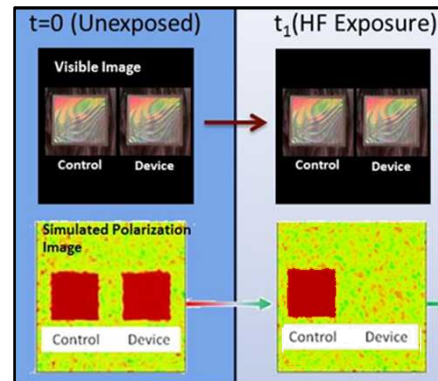 t=0 (Unexposed)
t₁(HF Exposure)
Visible Image
Control Device
Control Device
Simulated Polarization
Image
Control Device
Control Device